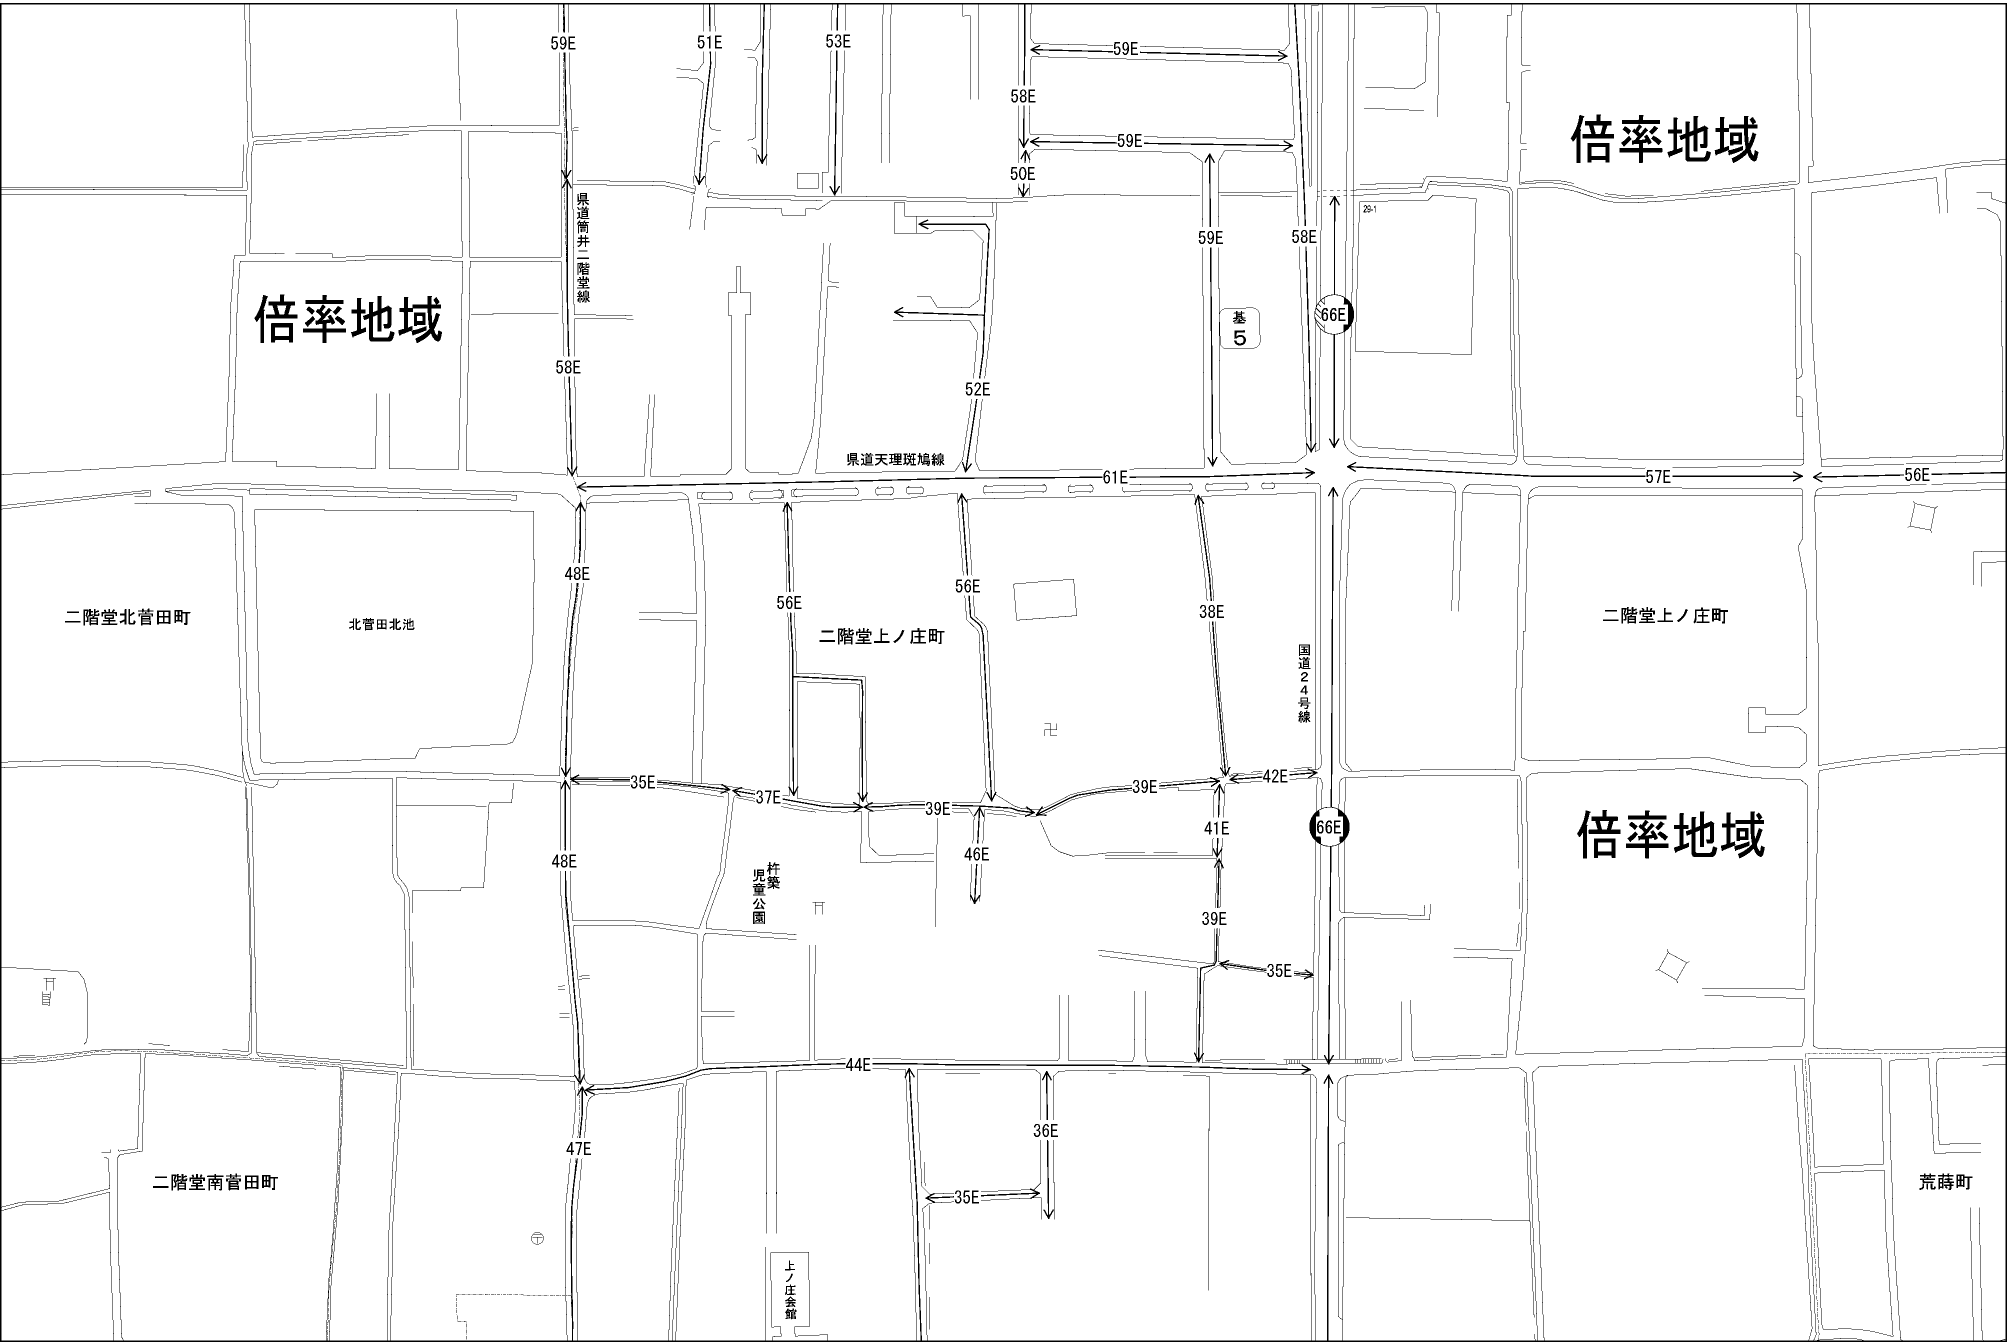 59E
51E
53E
59E
58E
59E
50E
倍率地域
県道筒井二階堂線
29-1
59E
58E
倍率地域
66E
基
5
58E
52E
県道天理斑鳩線
61E
57E
56E
48E
56E
56E
38E
二階堂北菅田町
北菅田北池
二階堂上ノ庄町
二階堂上ノ庄町
国道24号線
35E
37E
39E
39E
42E
66E
41E
倍率地域
48E
46E
杵築
児童公園
39E
35E
44E
36E
47E
二階堂南菅田町
35E
荒蒔町
上ノ庄会館